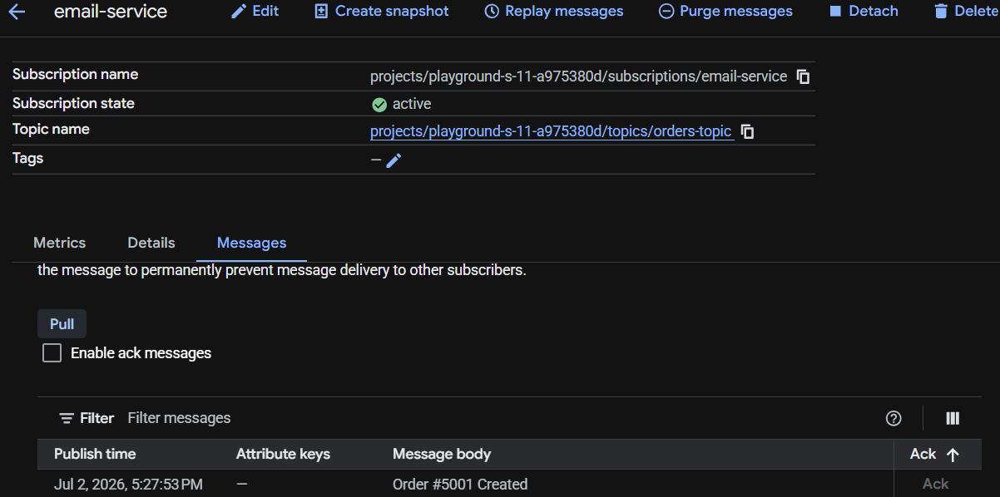 email-service Edit Create snapshot Replay messages Purge messages Detach Delete
Subscription name projects/playground-s-11-a975380d/subscriptions/email-service
Subscription state active
Topic name projects/playground-s-11-a975380d/topics/orders-topic
Tags —
Metrics Details Messages
the message to permanently prevent message delivery to other subscribers.
Pull
Enable ack messages
Filter Filter messages
Publish time Attribute keys Message body Ack
Jul 2, 2026, 5:27:53 PM — Order #5001 Created Ack